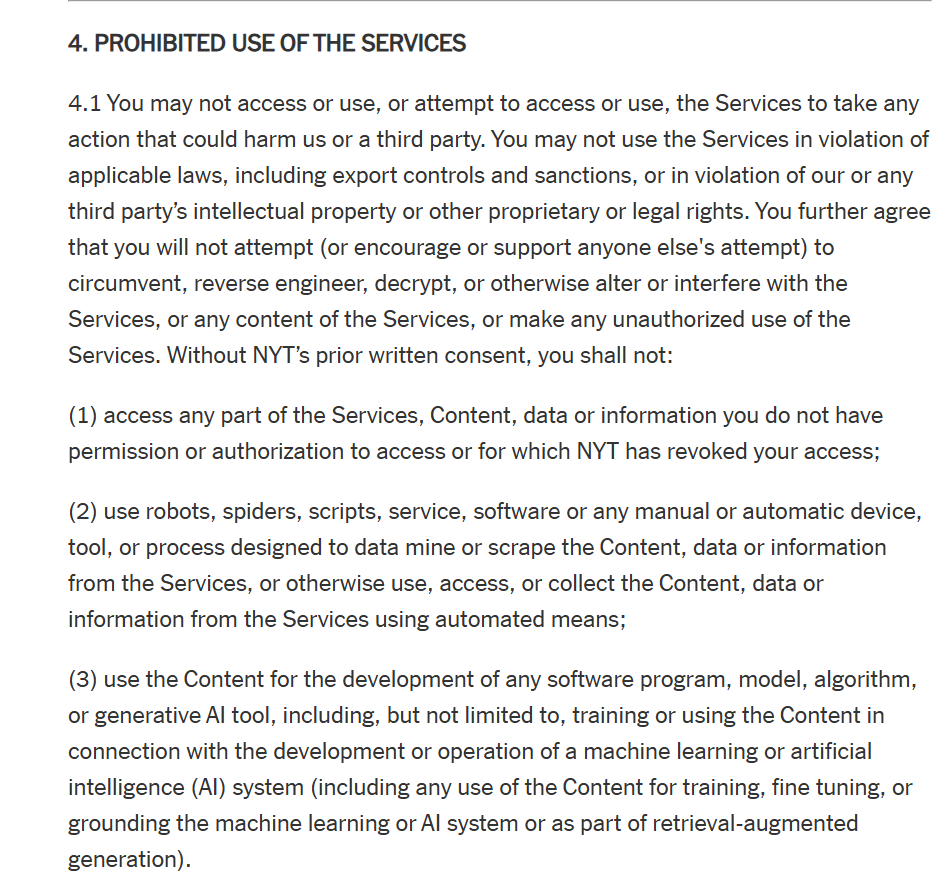 4. PROHIBITED USE OF THE SERVICES
4.1 You may not access or use, or attempt to access or use, the Services to take any
action that could harm us or a third party. You may not use the Services in violation of
applicable laws, including export controls and sanctions, or in violation of our or any
third party’s intellectual property or other proprietary or legal rights. You further agree
that you will not attempt (or encourage or support anyone else's attempt) to
circumvent, reverse engineer, decrypt, or otherwise alter or interfere with the
Services, or any content of the Services, or make any unauthorized use of the
Services. Without NYT’s prior written consent, you shall not:
(1) access any part of the Services, Content, data or information you do not have
permission or authorization to access or for which NYT has revoked your access;
(2) use robots, spiders, scripts, service, software or any manual or automatic device,
tool, or process designed to data mine or scrape the Content, data or information
from the Services, or otherwise use, access, or collect the Content, data or
information from the Services using automated means;
(3) use the Content for the development of any software program, model, algorithm,
or generative AI tool, including, but not limited to, training or using the Content in
connection with the development or operation of a machine learning or artificial
intelligence (AI) system (including any use of the Content for training, fine tuning, or
grounding the machine learning or AI system or as part of retrieval-augmented
generation).